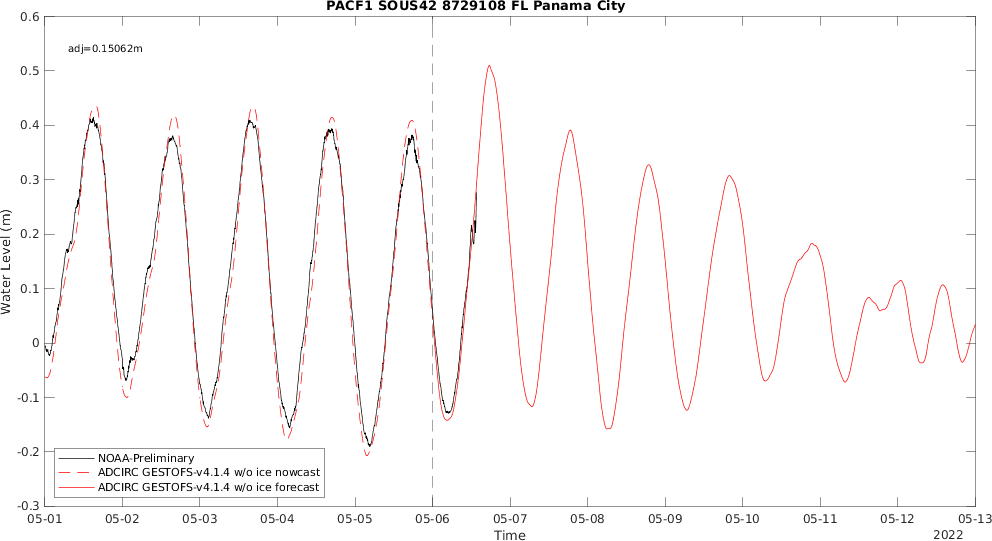 PACF1 SOUS42 8729108 FL Panama City
adj=0.15062m
0.6
0.5
0.4
0.3
0.2
0.1
0
-0.1
-0.2
-0.3
Water Level (m)
NOAA-Preliminary
ADCIRC GESTOFS-v4.1.4 w/o ice nowcast
ADCIRC GESTOFS-v4.1.4 w/o ice forecast
05-01 05-02 05-03 05-04 05-05 05-06 05-07 05-08 05-09 05-10 05-11 05-12 05-13
Time
2022